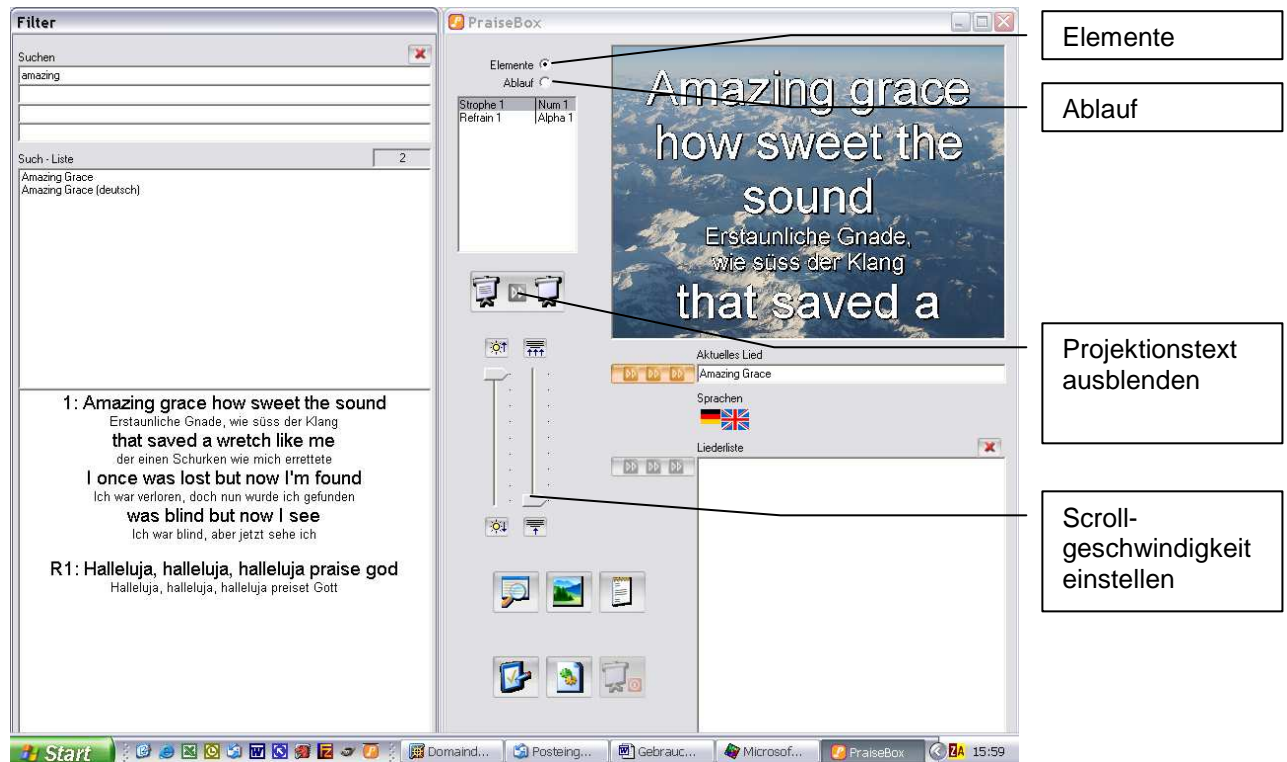 Filter
Suchen
amazing
Such - Liste
2
Amazing Grace
Amazing Grace (deutsch)
1: Amazing grace how sweet the sound
Erstaunliche Gnade, wie süss der Klang
that saved a wretch like me
der einen Schurken wie mich errettete
I once was lost but now I'm found
Ich war verloren, doch nun wurde ich gefunden
was blind but now I see
Ich war blind, aber jetzt sehe ich
R1: Halleluja, halleluja, halleluja praise god
Halleluja, halleluja, halleluja preiset Gott
PraiseBox
Elemente
Ablauf
Strophe 1 Num 1
Refrain 1 Alpha 1
Amazing grace
how sweet the
sound
Erstaunliche Gnade,
wie süss der Klang
that saved a
Aktuelles Lied
Amazing Grace
Sprachen
Liederliste
Elemente
Ablauf
Projektionstext
ausblenden
Scroll-
geschwindigkeit
einstellen
Start
Domaind...
Posteing...
Gebrauc...
Microsof...
PraiseBox
15:59